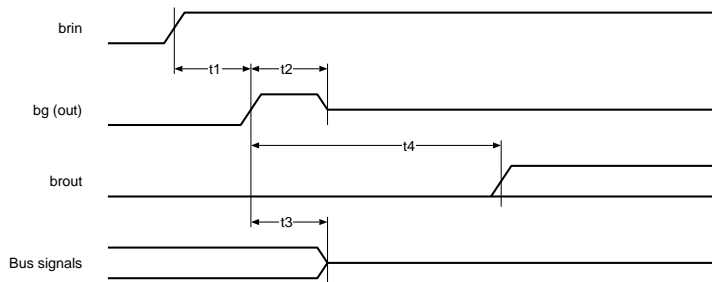 brin
t1
t2
bg (out)
t4
brout
t3
Bus signals